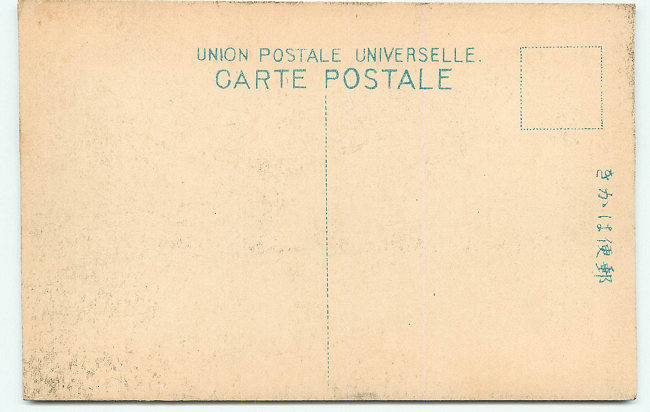 UNION POSTALE UNIVERSELLE.
CARTE POSTALE
きかは便郵